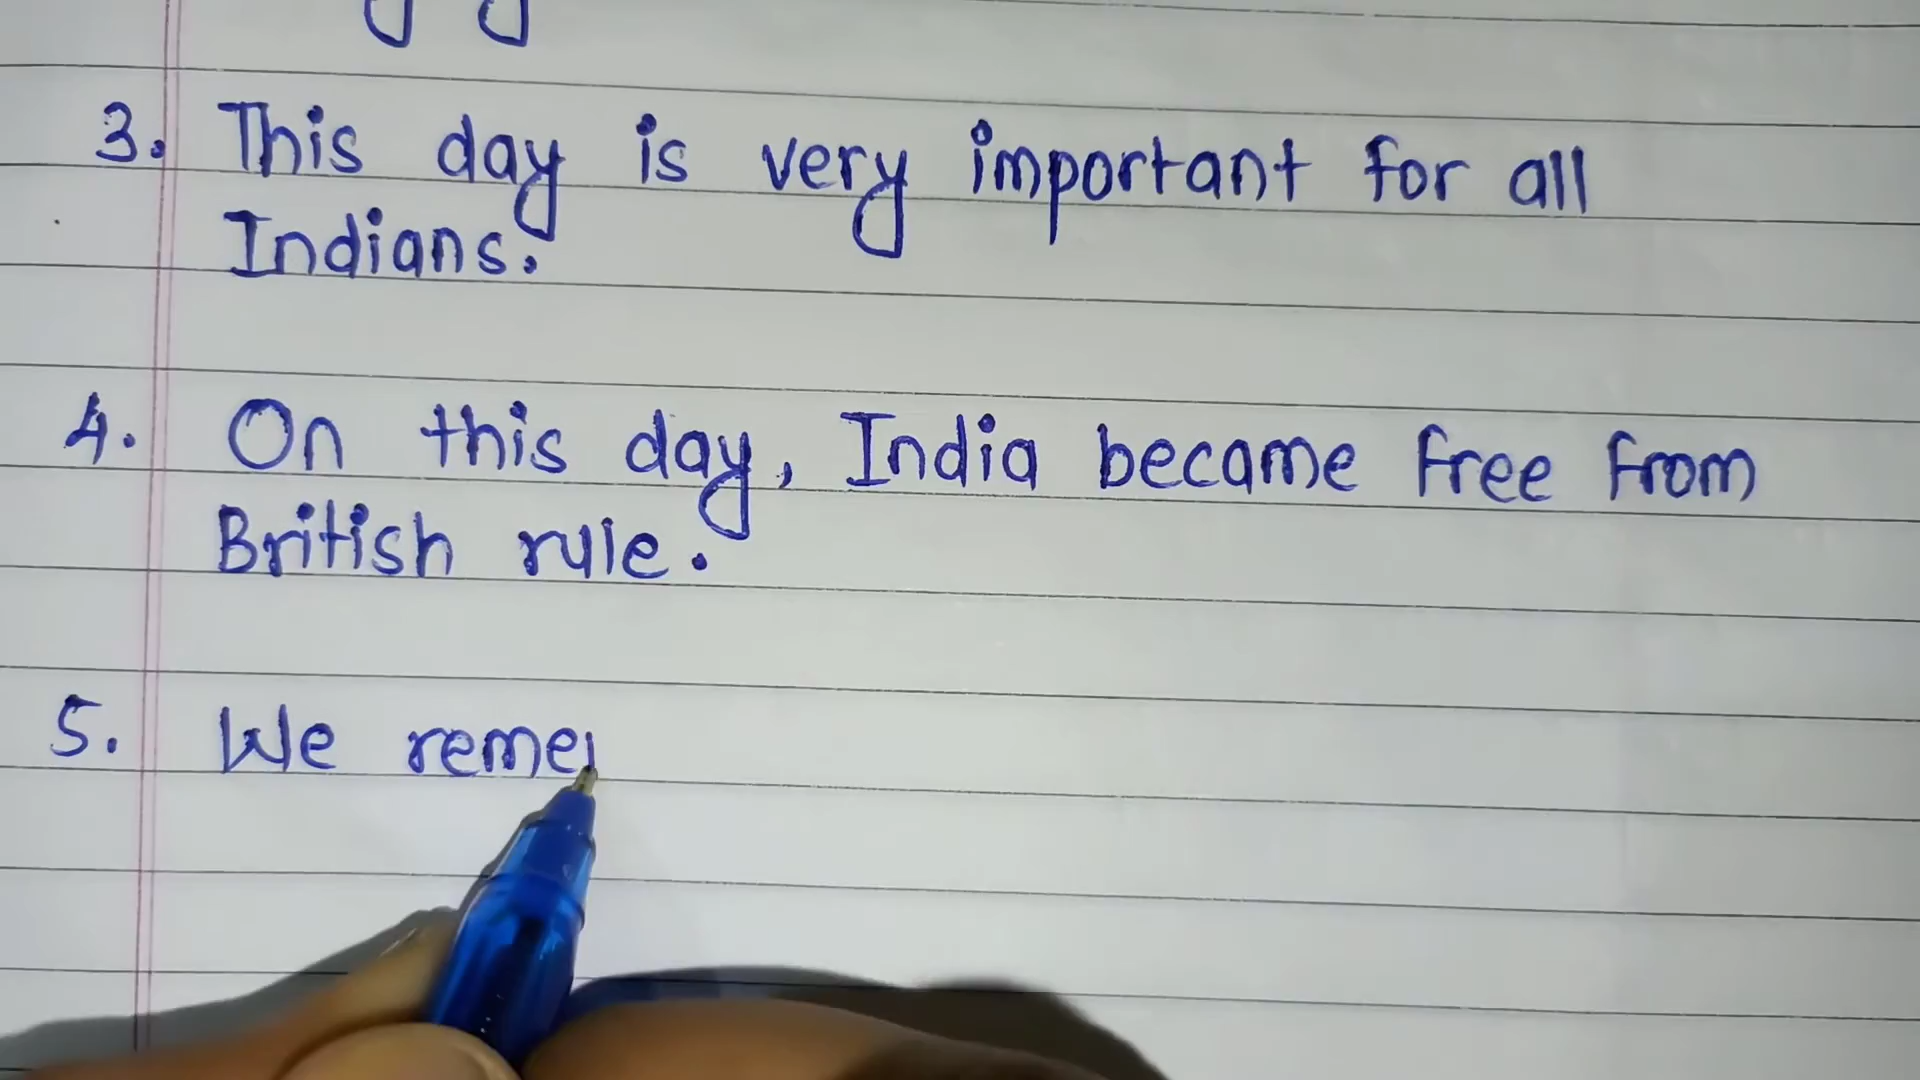 3. This day is very important for all
Indians.
4. On this day, India became free from
British rule.
5. We reme